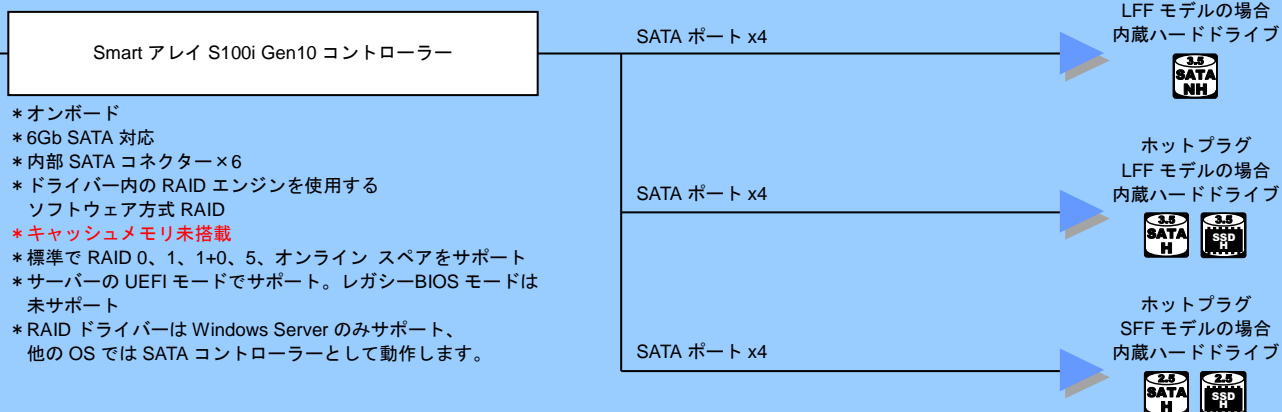 Smart アレイ S100i Gen10 コントローラー
＊オンボード
＊6Gb SATA 対応
＊内部 SATA コネクター×6
＊ドライバー内の RAID エンジンを使用する
ソフトウェア方式 RAID
＊キャッシュメモリ未搭載
＊標準で RAID 0、1、1+0、5、オンライン スペアをサポート
＊サーバーの UEFI モードでサポート。レガシーBIOS モードは
未サポート
＊RAID ドライバーは Windows Server のみサポート、
他の OS では SATA コントローラーとして動作します。
SATA ポート x4
LFF モデルの場合
内蔵ハードドライブ
3.5
SATA
NH
SATA ポート x4
ホットプラグ
LFF モデルの場合
内蔵ハードドライブ
3.5
SATA
H
3.5
SSD
H
SATA ポート x4
ホットプラグ
SFF モデルの場合
内蔵ハードドライブ
2.5
SATA
H
2.5
SSD
H